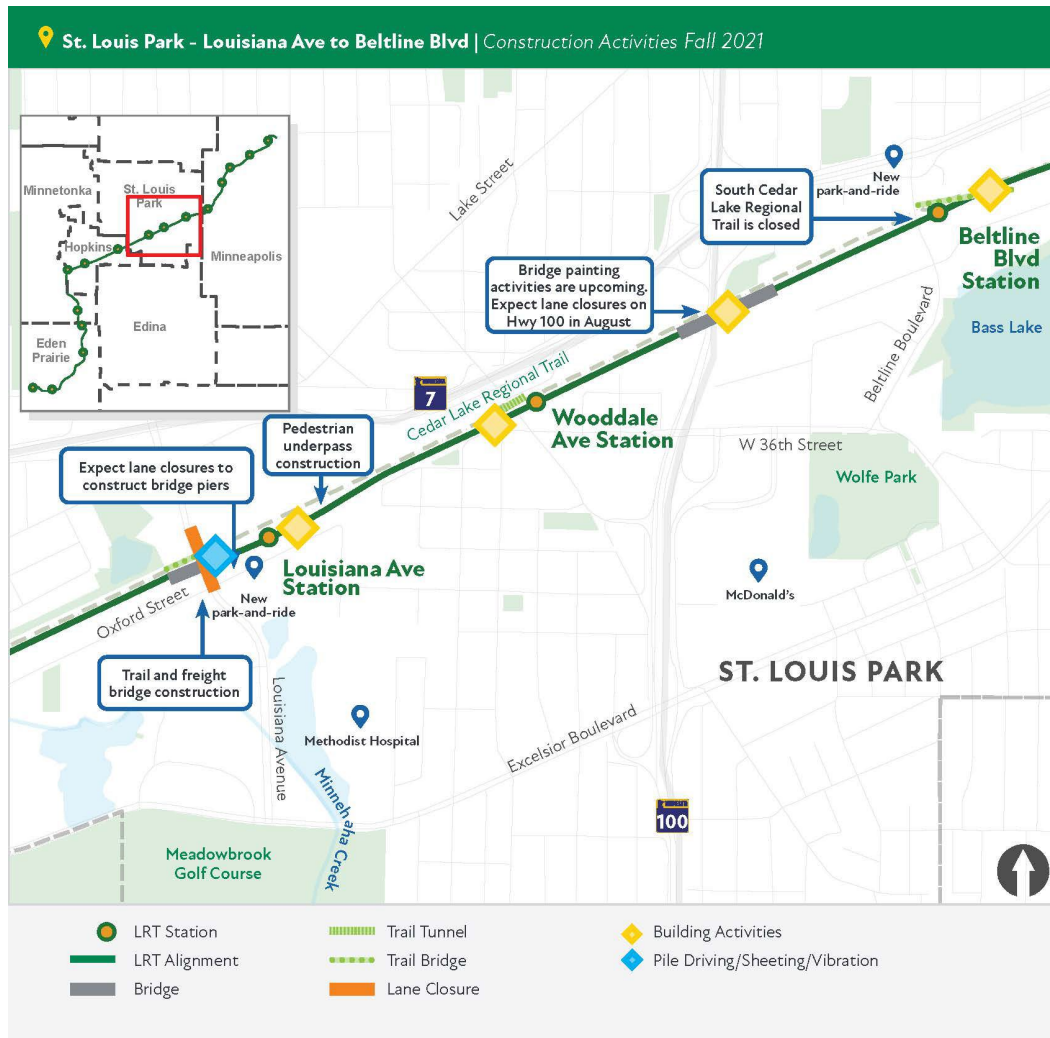 St. Louis Park - Louisiana Ave to Beltline Blvd | Construction Activities Fall 2021
Minnetonka
St. Louis
Park
Hopkins
Minneapolis
Edina
Eden
Prairie
Lake Street
New
park-and-ride
South Cedar
Lake Regional
Trail is closed
Beltline
Blvd
Station
Bridge painting
activities are upcoming.
Expect lane closures on
Hwy 100 in August
Bass Lake
Beltline Boulevard
7
Cedar Lake Regional Trail
Wooddale
Ave Station
W 36th Street
Wolfe Park
Pedestrian
underpass
construction
Expect lane closures to
construct bridge piers
Louisiana Ave
Station
New
park-and-ride
Oxford Street
McDonald's
Trail and freight
bridge construction
ST. LOUIS PARK
Louisiana Avenue
Methodist Hospital
Excelsior Boulevard
Minnehaha Creek
100
Meadowbrook
Golf Course
LRT Station
LRT Alignment
Bridge
Trail Tunnel
Trail Bridge
Lane Closure
Building Activities
Pile Driving/Sheeting/Vibration